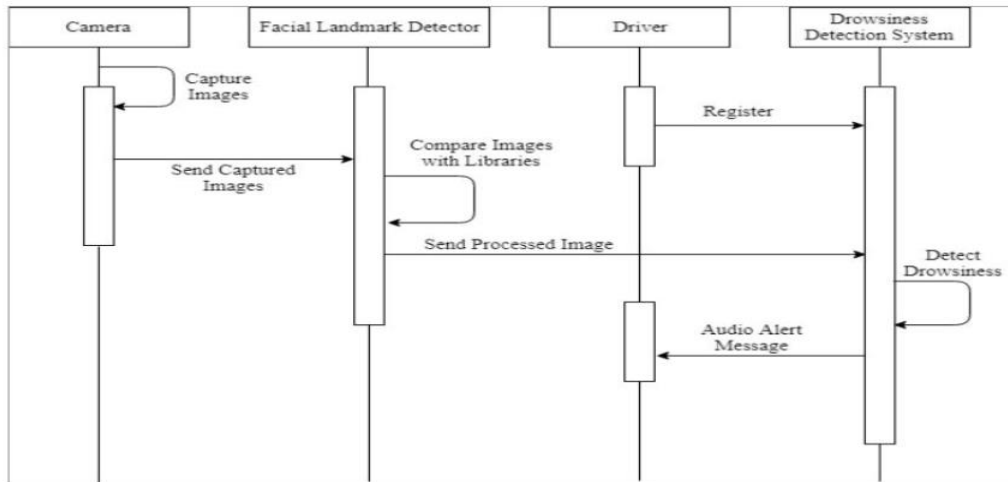 Camera
Facial Landmark Detector
Driver
Drowsiness
Detection System
Capture
Images
Register
Compare Images
with Libraries
Send Captured
Images
Send Processed Image
Detect
Drowsiness
Audio Alert
Message